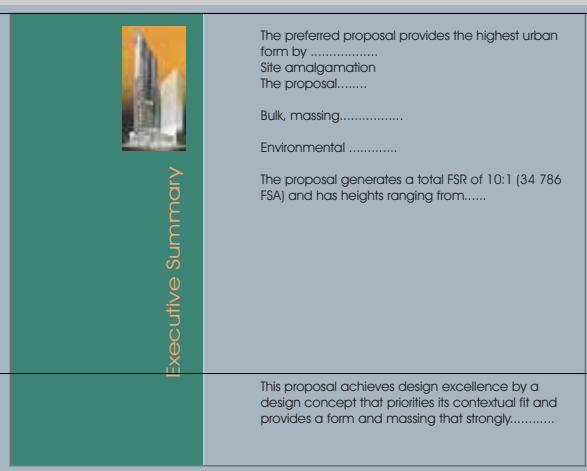 The preferred proposal provides the highest urban
form by ..................
Site amalgamation
The proposal........
Bulk, massing.................
Environmental .............
The proposal generates a total FSR of 10:1 (34 786
FSA) and has heights ranging from......
Executive Summary
This proposal achieves design excellence by a
design concept that priorities its contextual fit and
provides a form and massing that strongly............